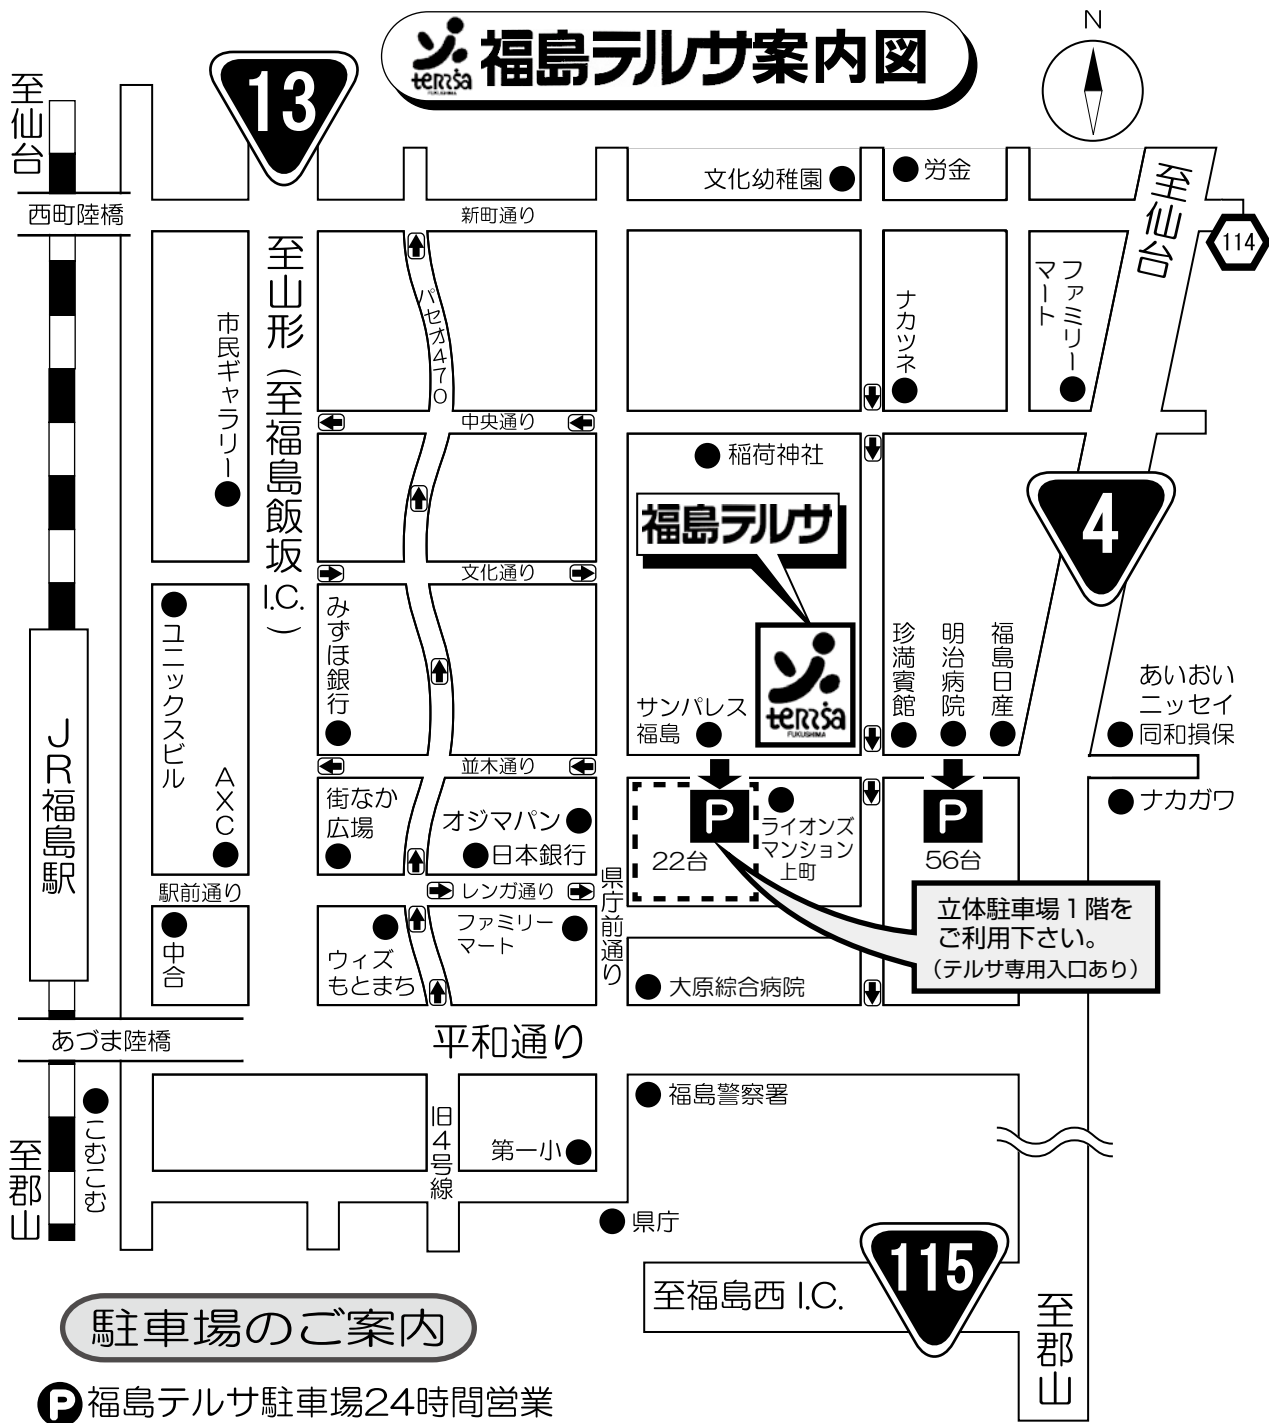 terrsa
FUKUSHIMA
福島テルサ案内図
N
至仙台
13
西町陸橋
新町通り
文化幼稚園
労金
至仙台
114
至山形(至福島飯坂I.C.)
パセオ470
市民ギャラリー
ナカツネ
ファミリー
マート
中央通り
稲荷神社
福島テルサ
4
文化通り
みずほ銀行
ユニックスビル
AXC
JR福島駅
サンパレス
福島
terrsa
FUKUSHIMA
珍満賓館
明治病院
福島日産
あいおい
ニッセイ
同和損保
並木通り
街なか
広場
オジマパン
日本銀行
P
22台
ライオンズ
マンション
上町
P
56台
ナカガワ
駅前通り
レンガ通り
県庁前通り
立体駐車場1階を
ご利用下さい。
(テルサ専用入口あり)
中合
ウィズ
もとまち
ファミリー
マート
大原綜合病院
あづま陸橋
平和通り
こむこむ
至郡山
旧4号線
第一小
福島警察署
県庁
115
至福島西I.C.
至郡山
駐車場のご案内
P福島テルサ駐車場24時間営業